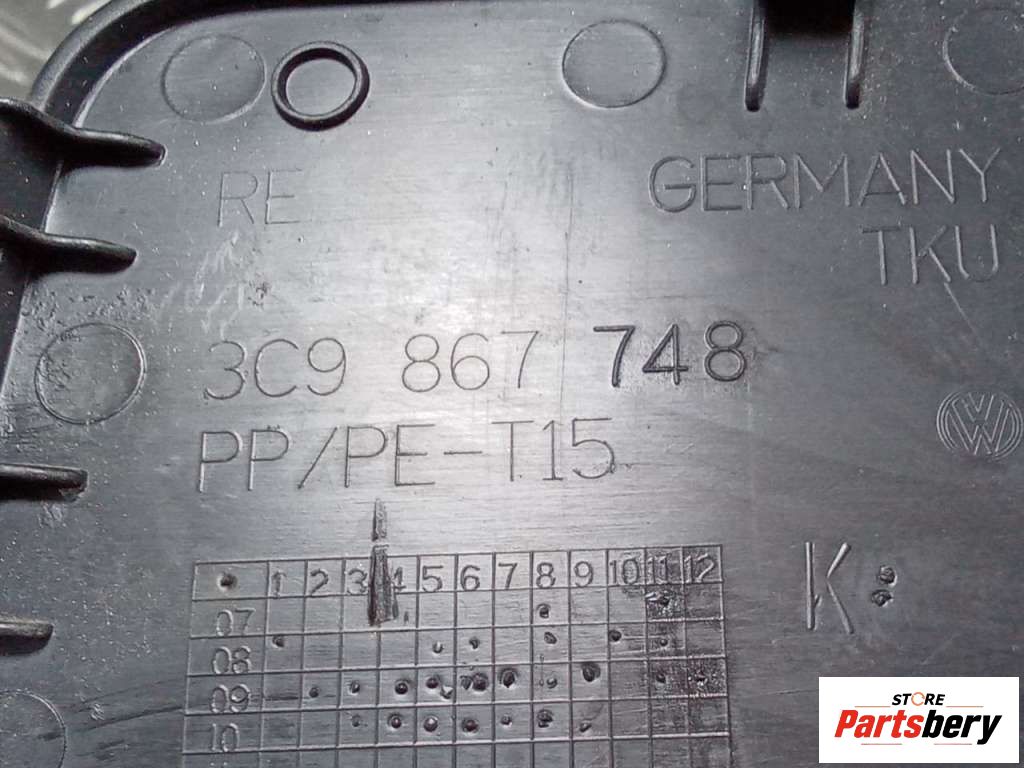 RE
GERMANY
TKU
3C9 867 748
PP/PE-T15
1 2 3 4 5 6 7 8 9 10 11 12
07
08
09
10
K:
VW
STORE
Partsbery